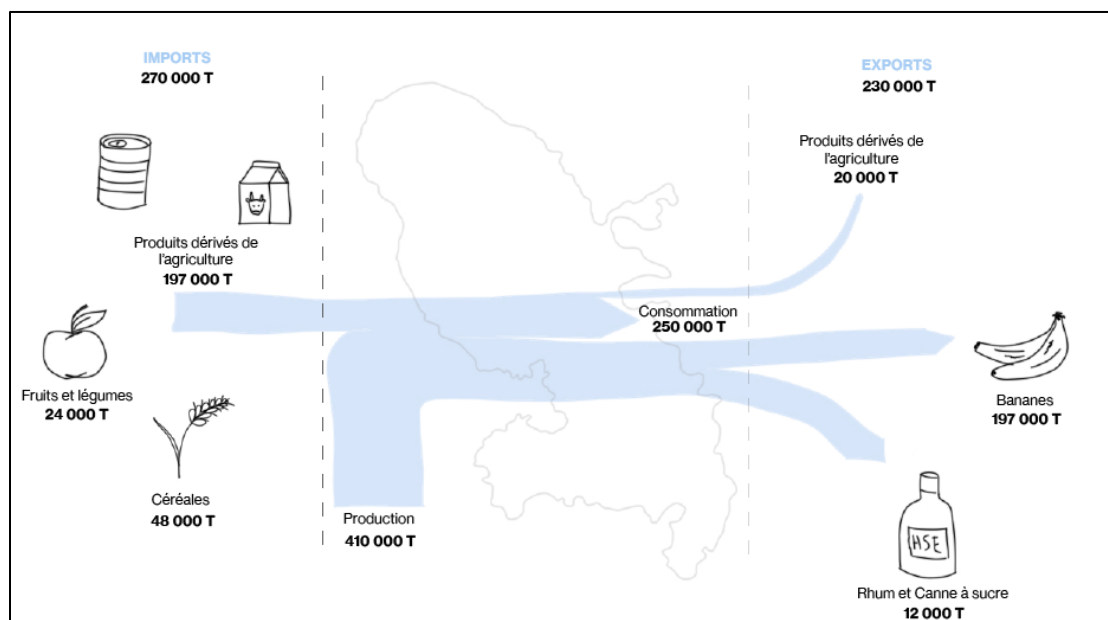 IMPORTS
270 000 T
EXPORTS
230 000 T
Produits dérivés de
l'agriculture
20 000 T
Produits dérivés de
l'agriculture
197 000 T
Consommation
250 000 T
Fruits et légumes
24 000 T
Bananes
197 000 T
Céréales
48 000 T
Production
410 000 T
HSE
Rhum et Canne à sucre
12 000 T